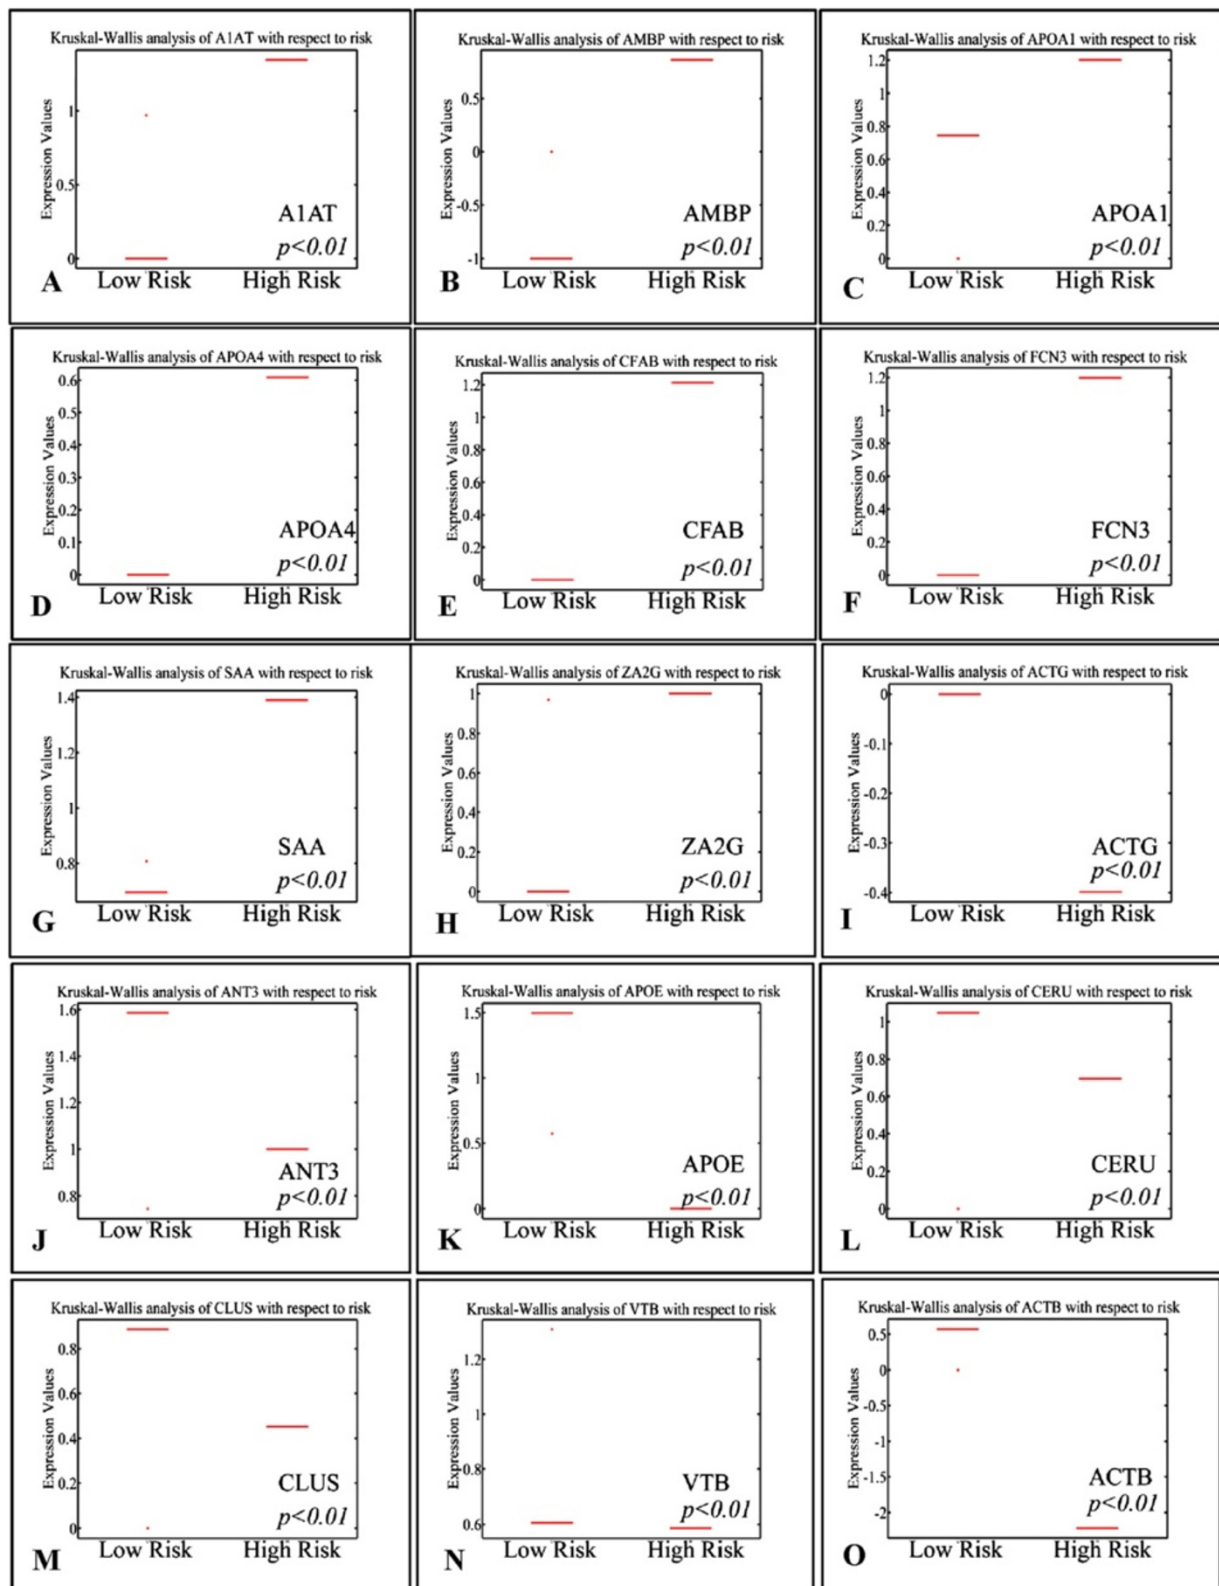 Kruskal-Wallis analysis of A1AT with respect to risk
Expression Values
1
0.5
0
A1AT
p<0.01
Low Risk High Risk
A
Kruskal-Wallis analysis of AMBP with respect to risk
Expression Values
0.5
0
-0.5
-1
AMBP
p<0.01
Low Risk High Risk
B
Kruskal-Wallis analysis of APOA1 with respect to risk
Expression Values
1.2
1
0.8
0.6
0.4
0.2
0
APOA1
p<0.01
Low Risk High Risk
C
Kruskal-Wallis analysis of APOA4 with respect to risk
Expression Values
0.6
0.5
0.4
0.3
0.2
0.1
0
APOA4
p<0.01
Low Risk High Risk
D
Kruskal-Wallis analysis of CFAB with respect to risk
Expression Values
1.2
1
0.8
0.6
0.4
0.2
0
CFAB
p<0.01
Low Risk High Risk
E
Kruskal-Wallis analysis of FCN3 with respect to risk
Expression Values
1.2
1
0.8
0.6
0.4
0.2
0
FCN3
p<0.01
Low Risk High Risk
F
Kruskal-Wallis analysis of SAA with respect to risk
Expression Values
1.4
1.2
1
0.8
SAA
p<0.01
Low Risk High Risk
G
Kruskal-Wallis analysis of ZA2G with respect to risk
Expression Values
1
0.8
0.6
0.4
0.2
0
ZA2G
p<0.01
Low Risk High Risk
H
Kruskal-Wallis analysis of ACTG with respect to risk
Expression Values
0
-0.1
-0.2
-0.3
-0.4
ACTG
p<0.01
Low Risk High Risk
I
Kruskal-Wallis analysis of ANT3 with respect to risk
Expression Values
1.6
1.4
1.2
1
0.8
ANT3
p<0.01
Low Risk High Risk
J
Kruskal-Wallis analysis of APOE with respect to risk
Expression Values
1.5
1
0.5
0
APOE
p<0.01
Low Risk High Risk
K
Kruskal-Wallis analysis of CERU with respect to risk
Expression Values
1
0.8
0.6
0.4
0.2
0
CERU
p<0.01
Low Risk High Risk
L
Kruskal-Wallis analysis of CLUS with respect to risk
Expression Values
0.8
0.6
0.4
0.2
0
CLUS
p<0.01
Low Risk High Risk
M
Kruskal-Wallis analysis of VTB with respect to risk
Expression Values
1.2
1
0.8
0.6
VTB
p<0.01
Low Risk High Risk
N
Kruskal-Wallis analysis of ACTB with respect to risk
Expression Values
0.5
0
-0.5
-1
-1.5
-2
ACTB
p<0.01
Low Risk High Risk
O